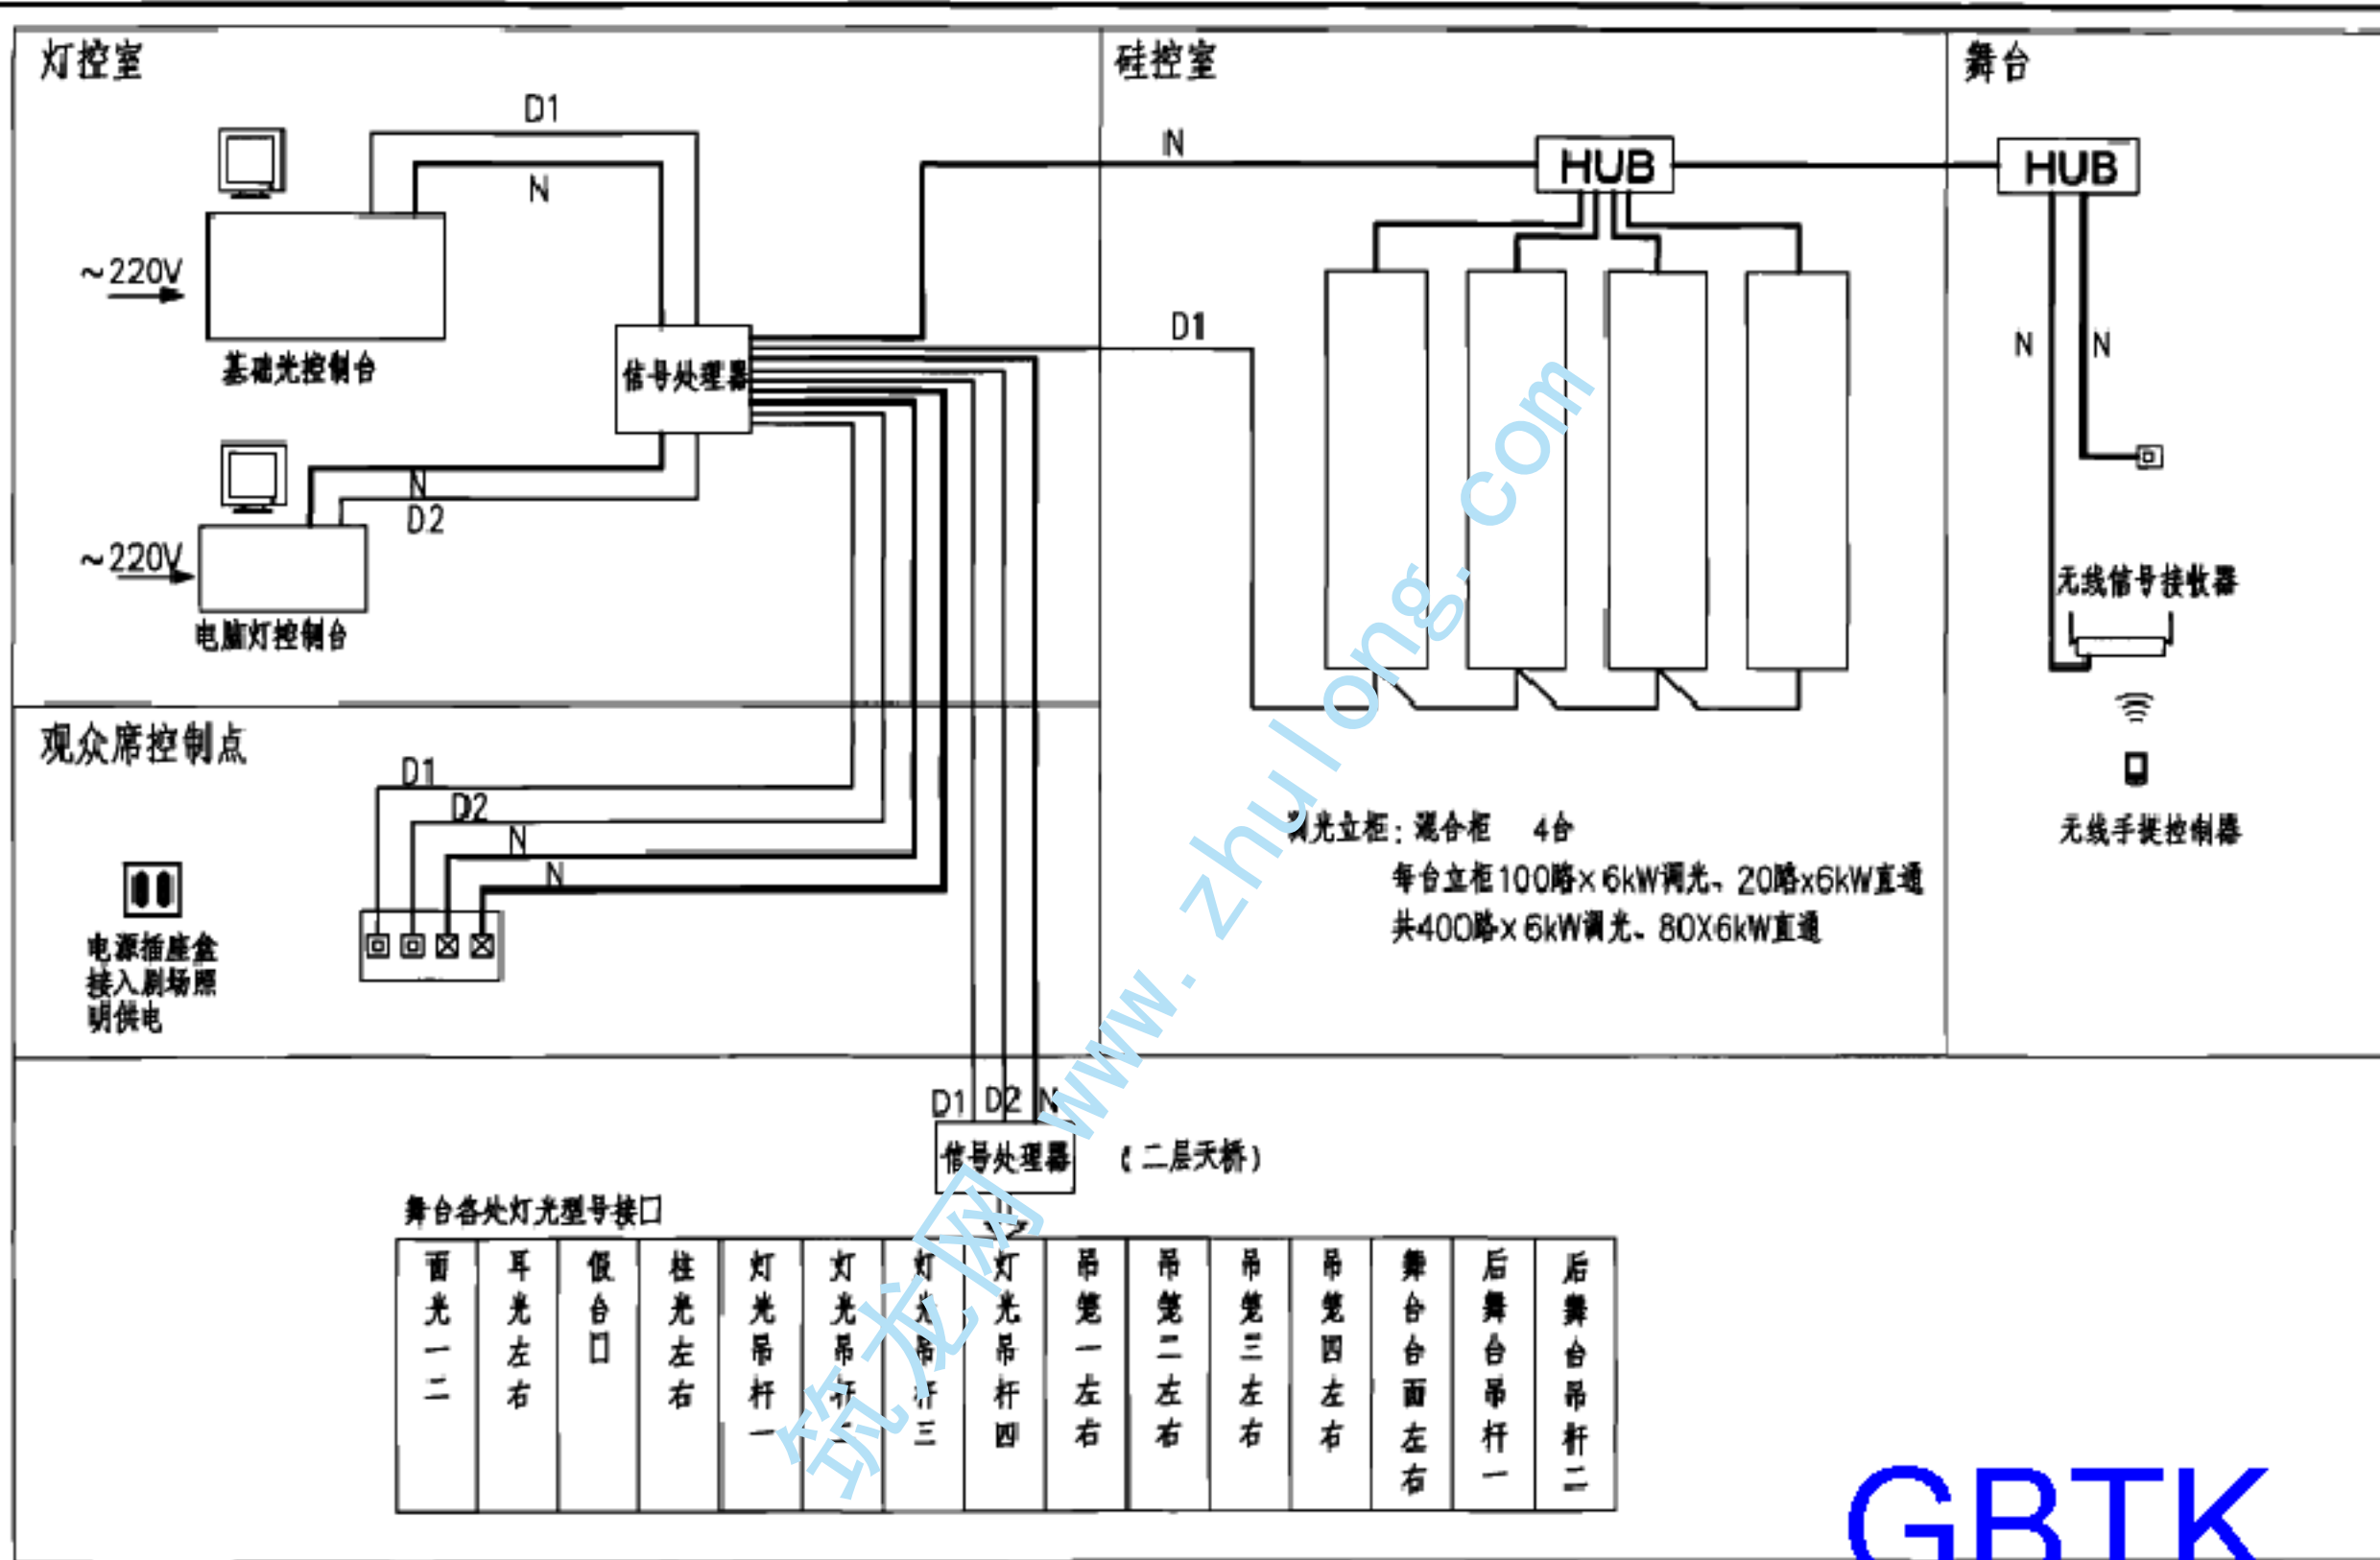 灯控室
硅控室
舞台
D1
N
N
HUB
HUB
~220V
基础光控制台
信号处理器
D1
N
N
N
D2
~220V
电脑灯控制台
无线信号接收器
观众席控制点
D1
D2
N
N
无线手提控制器
调光立柜：混合柜 4台
每台立柜100路×6kW调光、20路x6kW直通
共400路×6kW调光、80X6kW直通
电源插座盒
接入剧场照
明供电
D1 D2 N
信号处理器
(二层天桥)
舞台各处灯光型号接口
面光一二
耳光左右
假台口
柱光左右
灯光吊杆一
灯光吊杆二
灯光吊杆三
灯光吊杆四
吊笼一左右
吊笼二左右
吊笼三左右
吊笼四左右
舞台台面左右
后舞台吊杆一
后舞台吊杆二
筑龙网 www.zhulong.com
GBTK